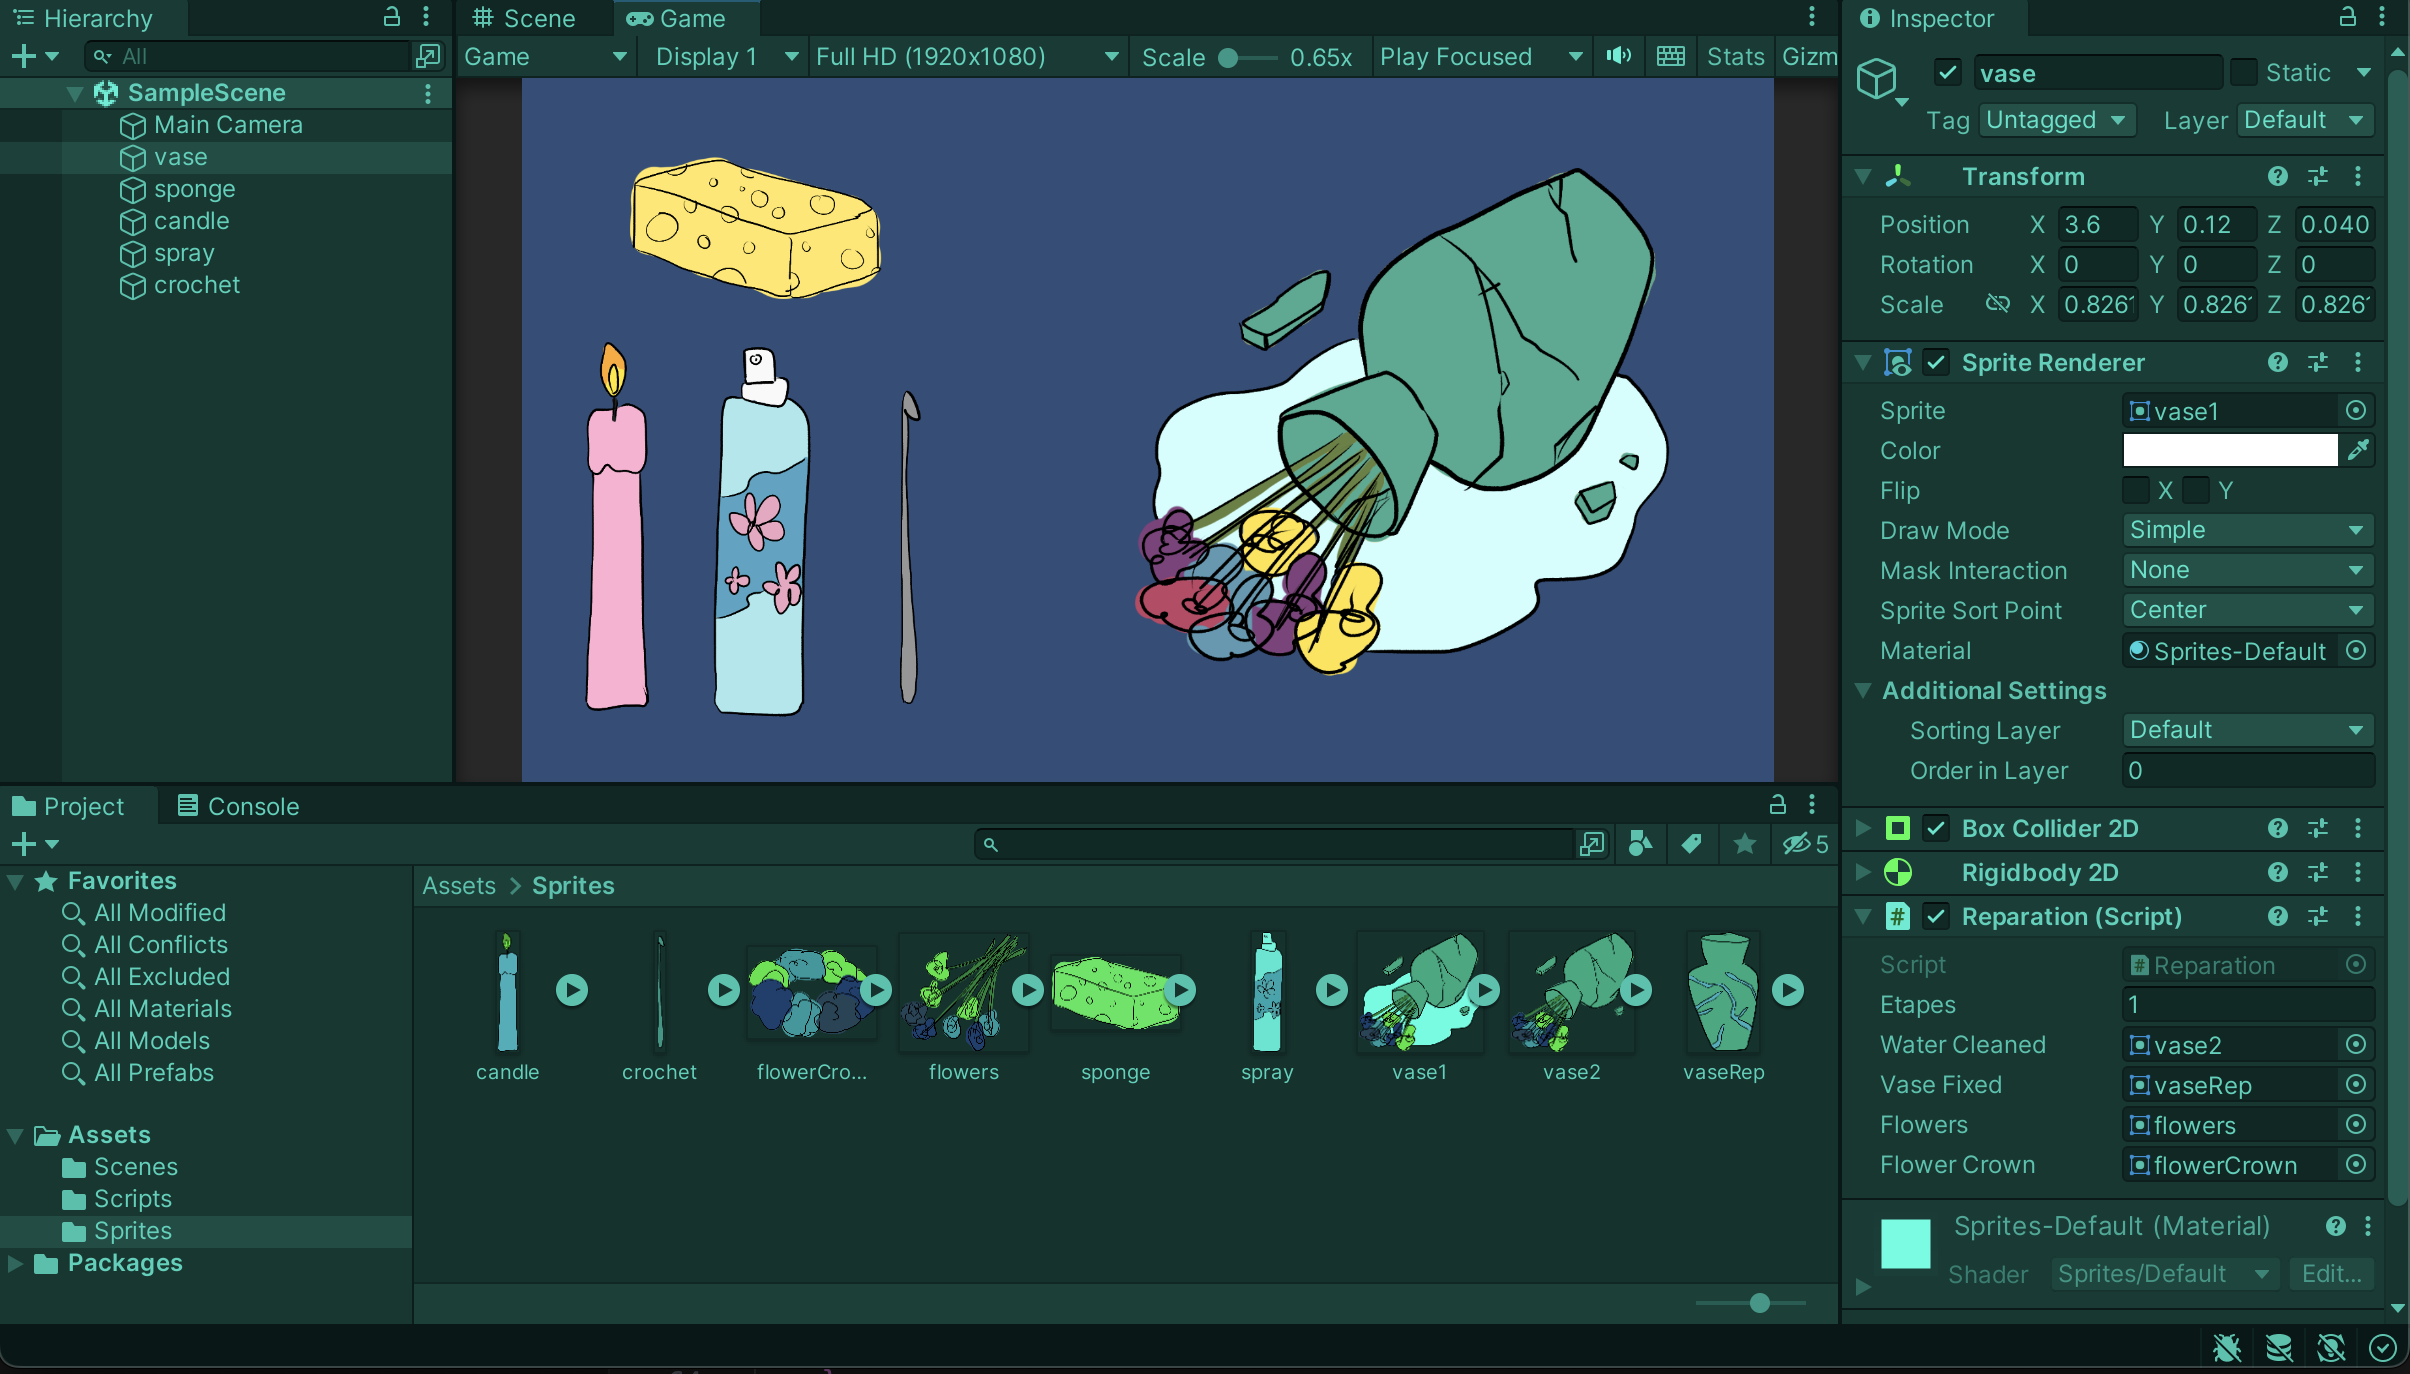 Hierarchy
All
SampleScene
Main Camera
vase
sponge
candle
spray
crochet
Scene
Game
Game
Display 1
Full HD (1920x1080)
Scale
0.65x
Play Focused
Stats
Gizm
Inspector
vase
Static
Tag
Untagged
Layer
Default
Transform
Position X 3.6 Y 0.12 Z 0.040
Rotation X 0 Y 0 Z 0
Scale X 0.826 Y 0.826 Z 0.826
Sprite Renderer
Sprite
vase1
Color
Flip
X
Y
Draw Mode
Simple
Mask Interaction
None
Sprite Sort Point
Center
Material
Sprites-Default
Additional Settings
Sorting Layer
Default
Order in Layer
0
Box Collider 2D
Rigidbody 2D
# Reparation (Script)
Script
# Reparation
Etapes
1
Water Cleaned
vase2
Vase Fixed
vaseRep
Flowers
flowers
Flower Crown
flowerCrown
Sprites-Default (Material)
Shader
Sprites/Default
Edit...
Project
Console
5
Favorites
All Modified
All Conflicts
All Excluded
All Materials
All Models
All Prefabs
Assets
Scenes
Scripts
Sprites
Packages
Assets > Sprites
candle
crochet
flowerCro...
flowers
sponge
spray
vase1
vase2
vaseRep